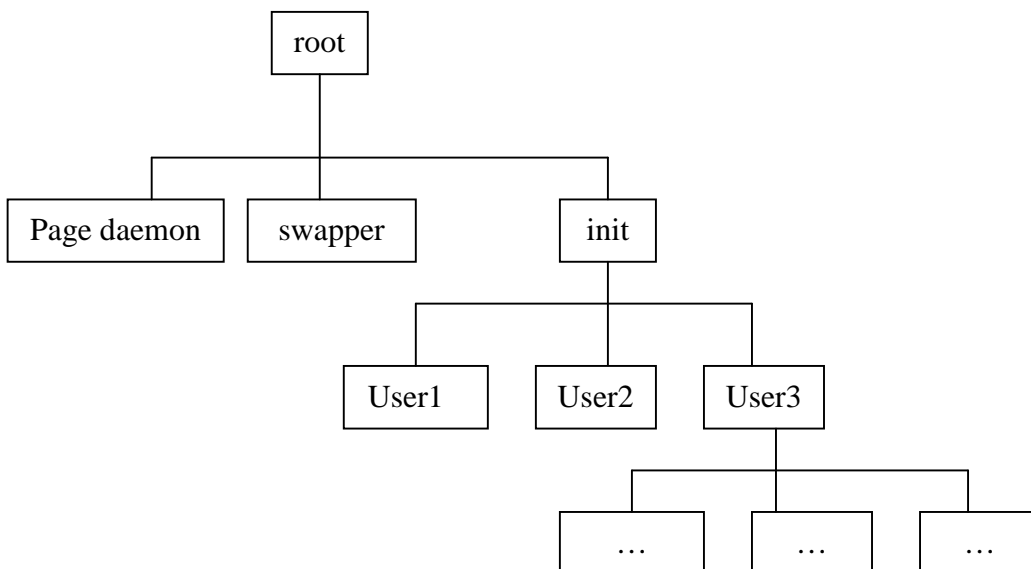 root
Page daemon swapper init
User1 User2 User3
… … …